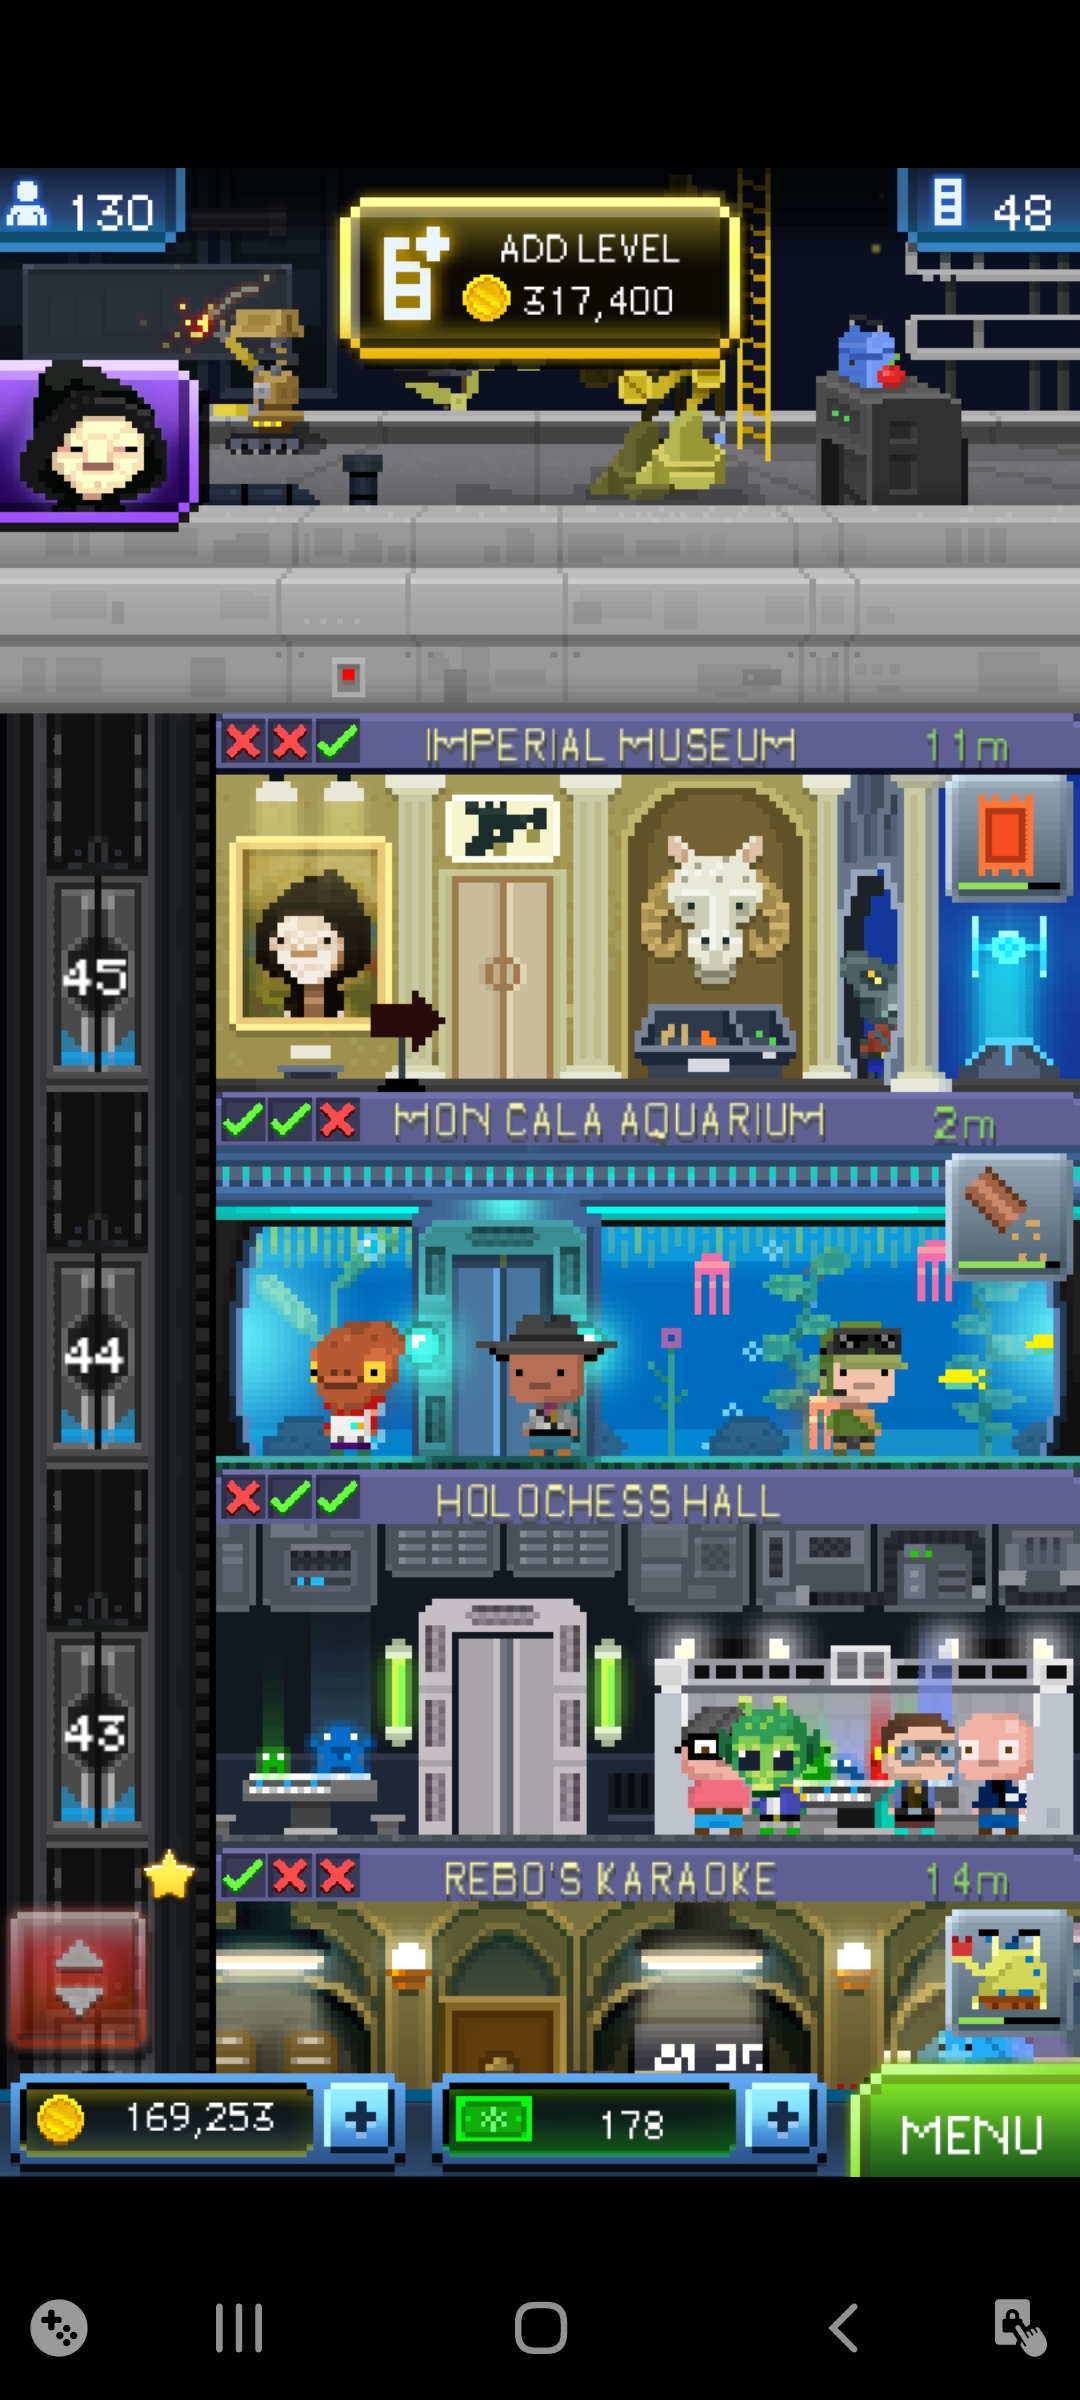 130
ADD LEVEL
317,400
48
IMPERIAL MUSEUM 11m
45
MON CALA AQUARIUM 2m
44
HOLOCHESS HALL
43
REBO'S KARAOKE 14m
169,253
178
MENU